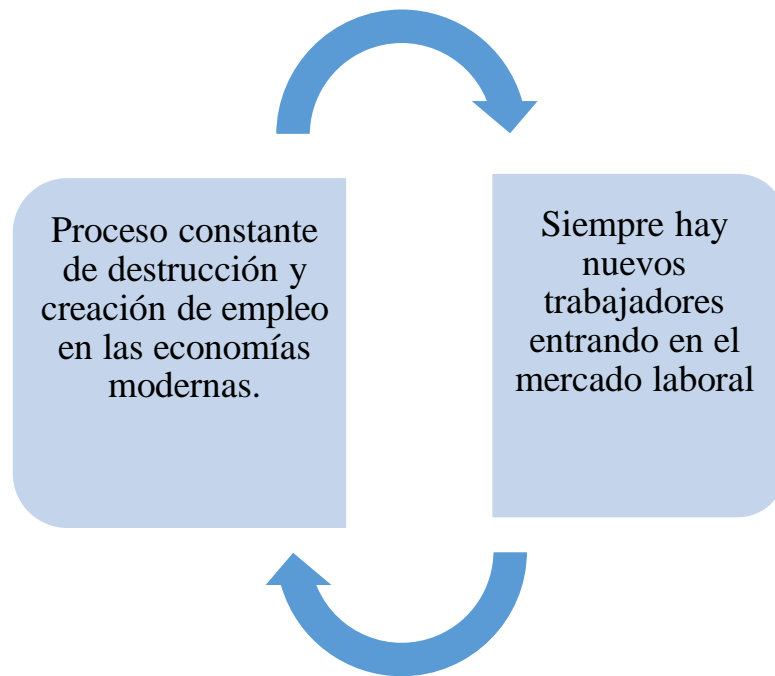 Proceso constante
de destrucción y
creación de empleo
en las economías
modernas.
Siempre hay
nuevos
trabajadores
entrando en el
mercado laboral